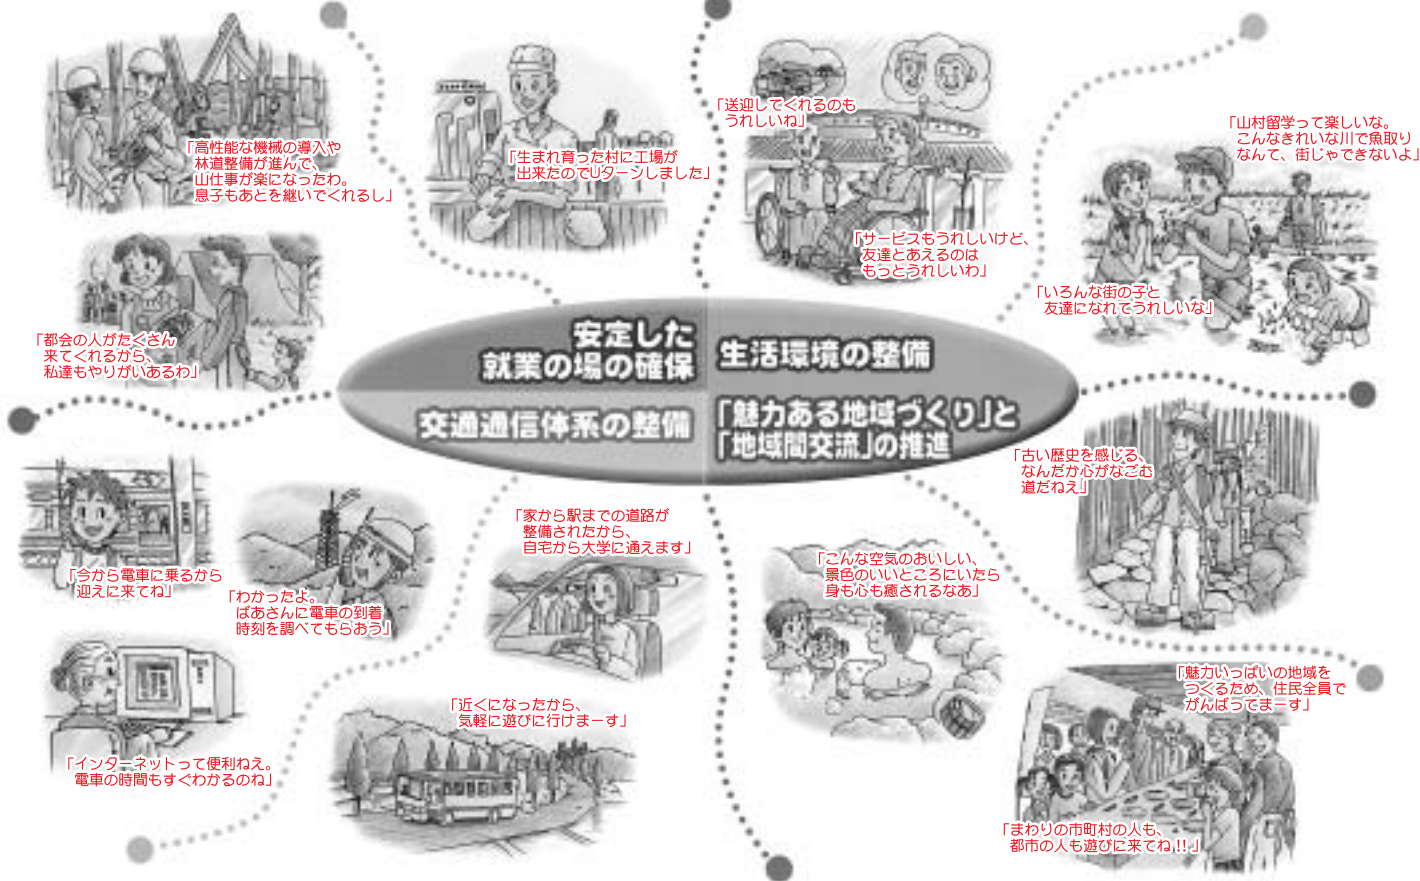 「高性能な機械の導入や
林道整備が進んで、
山仕事が楽になったわ。
息子もあとを継いでくれるし」
「生まれ育った村に工場が
出来たのでUターンしました」
「送迎してくれるのも
うれしいね」
「サービスもうれしいけど、
友達とあえるのは
もっとうれしいわ」
「山村留学って楽しいな。
こんなきれいな川で魚取り
なんて、街じゃできないよ」
「いろんな街の子と
友達になれてうれしいな」
「都会の人がたくさん
来てくれるから、
私達もやりがいあるわ」
安定した
就業の場の確保
生活環境の整備
交通通信体系の整備
「魅力ある地域づくり」と
「地域間交流」の推進
「古い歴史を感じる、
なんだか心がなごむ
道だねえ」
「今から電車に乗るから
迎えに来てね」
「わかったよ。
ばあさんに電車の到着
時刻を調べてもらおう」
「家から駅までの道路が
整備されたから、
自宅から大学に通えます」
「こんな空気のおいしい、
景色のいいところにいたら
身も心も癒されるなあ」
「インターネットって便利ねえ。
電車の時間もすぐわかるのね」
「近くになったから、
気軽に遊びに行けまーす」
「魅力いっぱいの地域を
つくるため、住民全員で
がんばってまーす」
「まわりの市町村の人も、
都市の人も遊びに来てね!!」